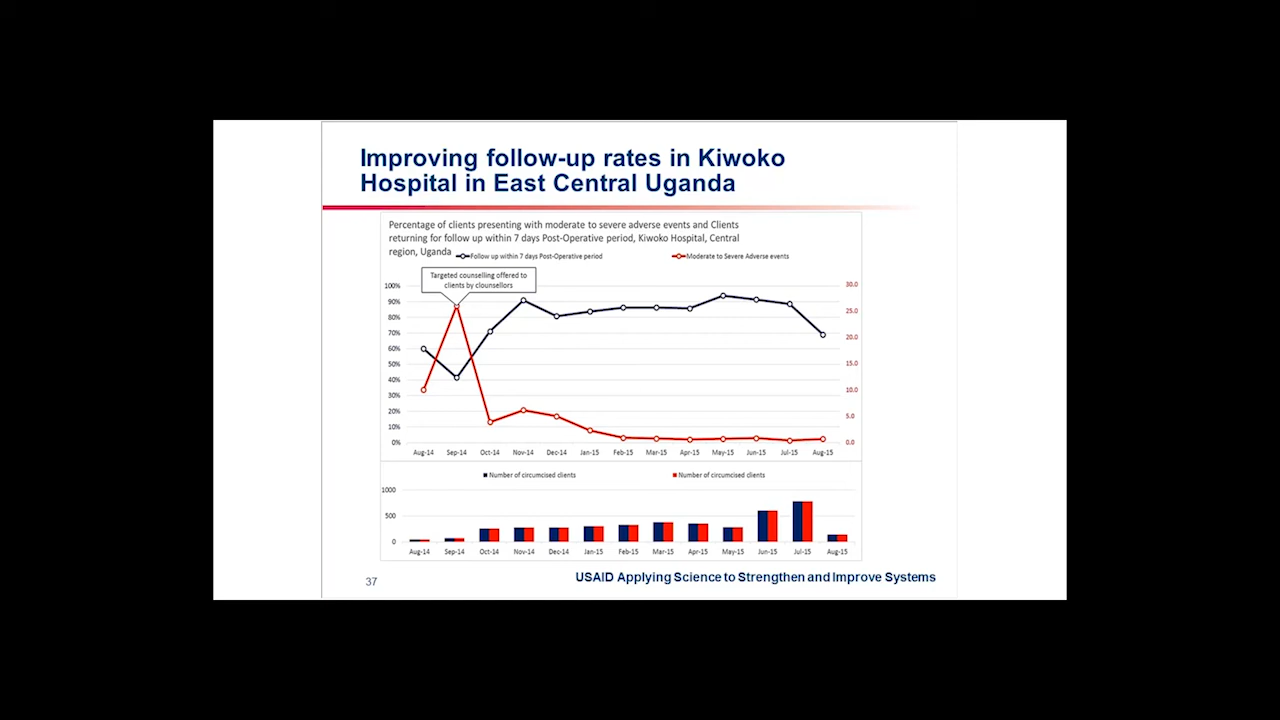 Improving follow-up rates in Kiwoko
Hospital in East Central Uganda
Percentage of clients presenting with moderate to severe adverse events and Clients
returning for follow up within 7 days Post-Operative period, Kiwoko Hospital, Central
region, Uganda
Follow up within 7 days Post-Operative period
Moderate to Severe Adverse events
Targeted counselling offered to
clients by clounsellors
100%
90%
80%
70%
60%
50%
40%
30%
20%
10%
0%
30.0
25.0
20.0
15.0
10.0
5.0
0.0
Aug-14 Sep-14 Oct-14 Nov-14 Dec-14 Jan-15 Feb-15 Mar-15 Apr-15 May-15 Jun-15 Jul-15 Aug-15
Number of circumcised clients
Number of circumcised clients
1000
500
0
Aug-14 Sep-14 Oct-14 Nov-14 Dec-14 Jan-15 Feb-15 Mar-15 Apr-15 May-15 Jun-15 Jul-15 Aug-15
37
USAID Applying Science to Strengthen and Improve Systems